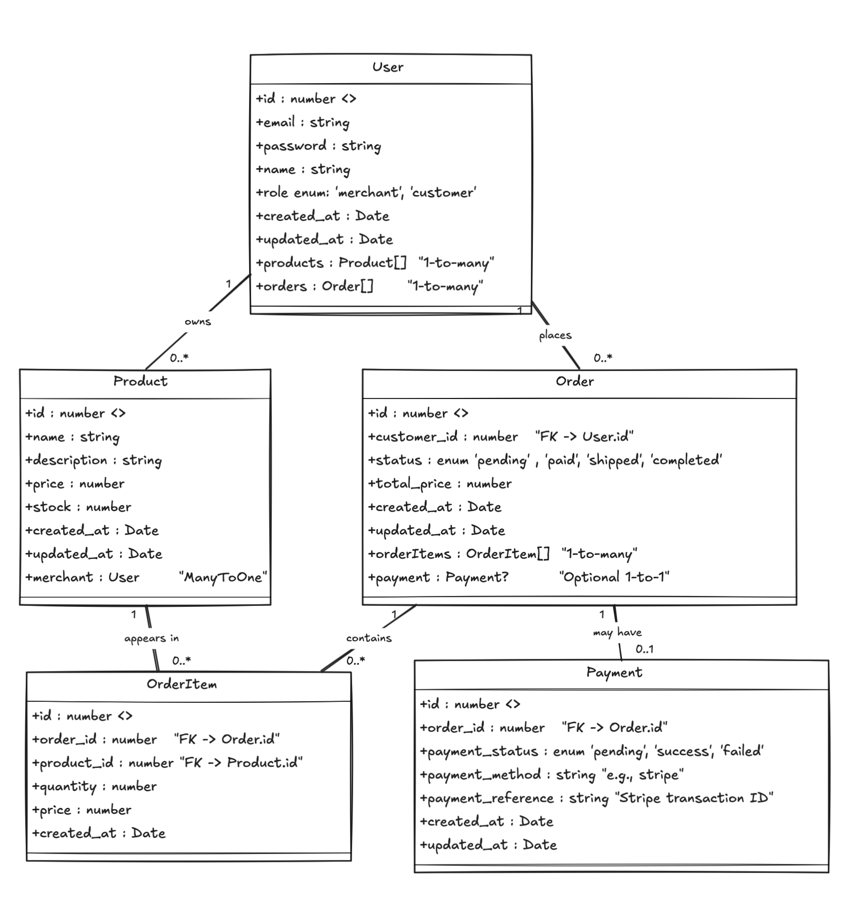 User
+id : number <>
+email : string
+password : string
+name : string
+role enum: 'merchant', 'customer'
+created_at : Date
+updated_at : Date
+products : Product[] "1-to-many"
+orders : Order[] "1-to-many"
1
1
owns
places
0..*
0..*
Product
+id : number <>
+name : string
+description : string
+price : number
+stock : number
+created_at : Date
+updated_at : Date
+merchant : User "ManyToOne"
Order
+id : number <>
+customer_id : number "FK -> User.id"
+status : enum 'pending' , 'paid', 'shipped', 'completed'
+total_price : number
+created_at : Date
+updated_at : Date
+orderItems : OrderItem[] "1-to-many"
+payment : Payment? "Optional 1-to-1"
1
appears in
0..*
1
contains
0..*
1
may have
0..1
OrderItem
+id : number <>
+order_id : number "FK -> Order.id"
+product_id : number "FK -> Product.id"
+quantity : number
+price : number
+created_at : Date
Payment
+id : number <>
+order_id : number "FK -> Order.id"
+payment_status : enum 'pending', 'success', 'failed'
+payment_method : string "e.g., stripe"
+payment_reference : string "Stripe transaction ID"
+created_at : Date
+updated_at : Date